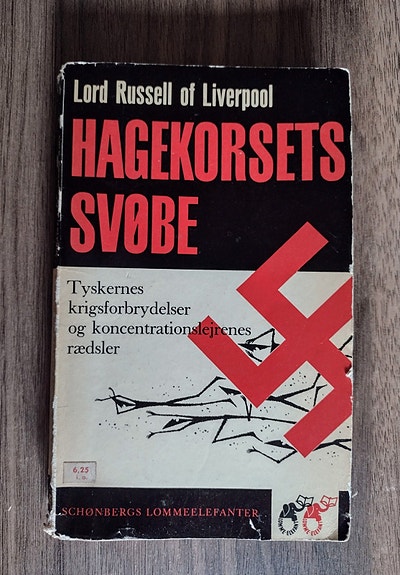 Lord Russell of Liverpool
HAGEKORSETS
SVØBE
Tyskernes
krigsforbrydelser
og koncentrationslejrenes
rædsler
6,25
SCHØNBERGS LOMMEELEFANTER